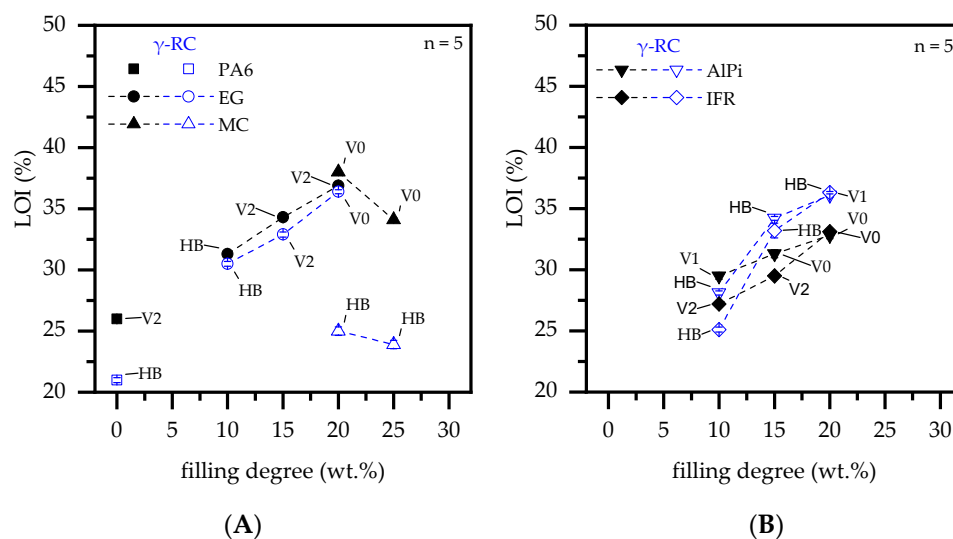 50
45
40
35
30
25
20
LOI (%)
0 5 10 15 20 25 30
filling degree (wt.%)
γ-RC
n = 5
PA6
EG
MC
V0
V2
V0
V2
V0
HB
V2
HB
HB
HB
V2
HB
(A)
50
45
40
35
30
25
20
LOI (%)
0 5 10 15 20 25 30
filling degree (wt.%)
γ-RC
n = 5
AlPi
IFR
HB
V1
HB
V0
HB
V0
V1
V0
HB
V2
V2
HB
(B)